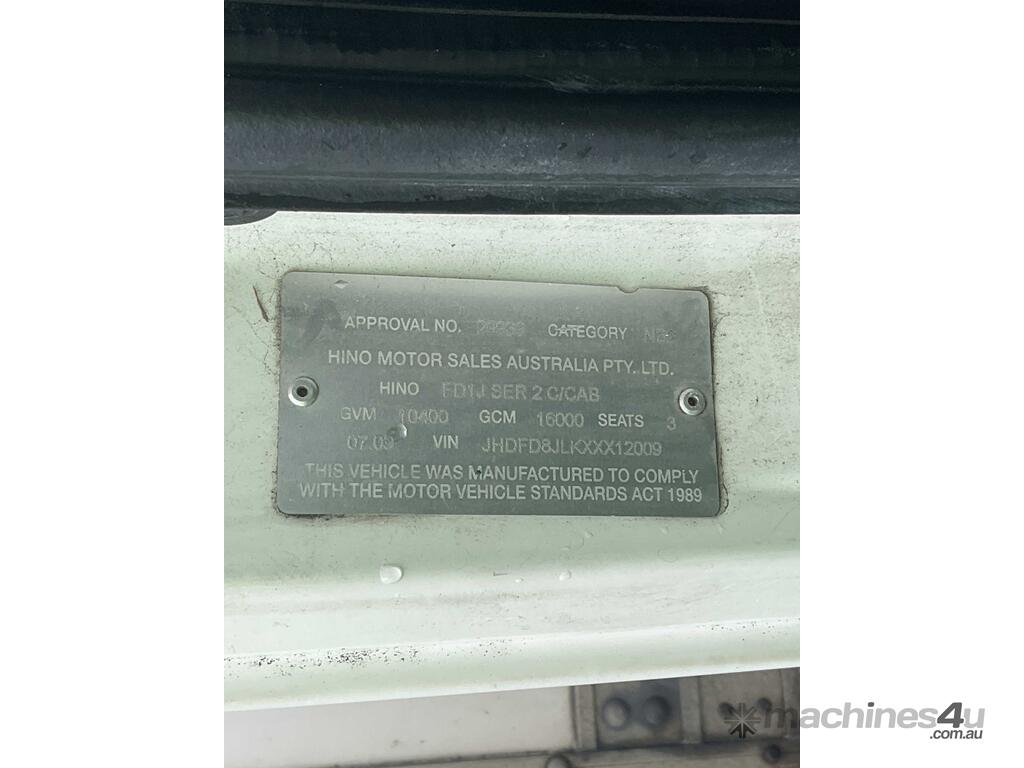 APPROVAL NO. CATEGORY
HINO MOTOR SALES AUSTRALIA PTY. LTD.
HINO FD1J SER 2 C/CAB
GVM 10400 GCM 16000 SEATS 3
07.09 VIN JHDFD8JLKXXX12009
THIS VEHICLE WAS MANUFACTURED TO COMPLY
WITH THE MOTOR VEHICLE STANDARDS ACT 1989
machines4u
.com.au